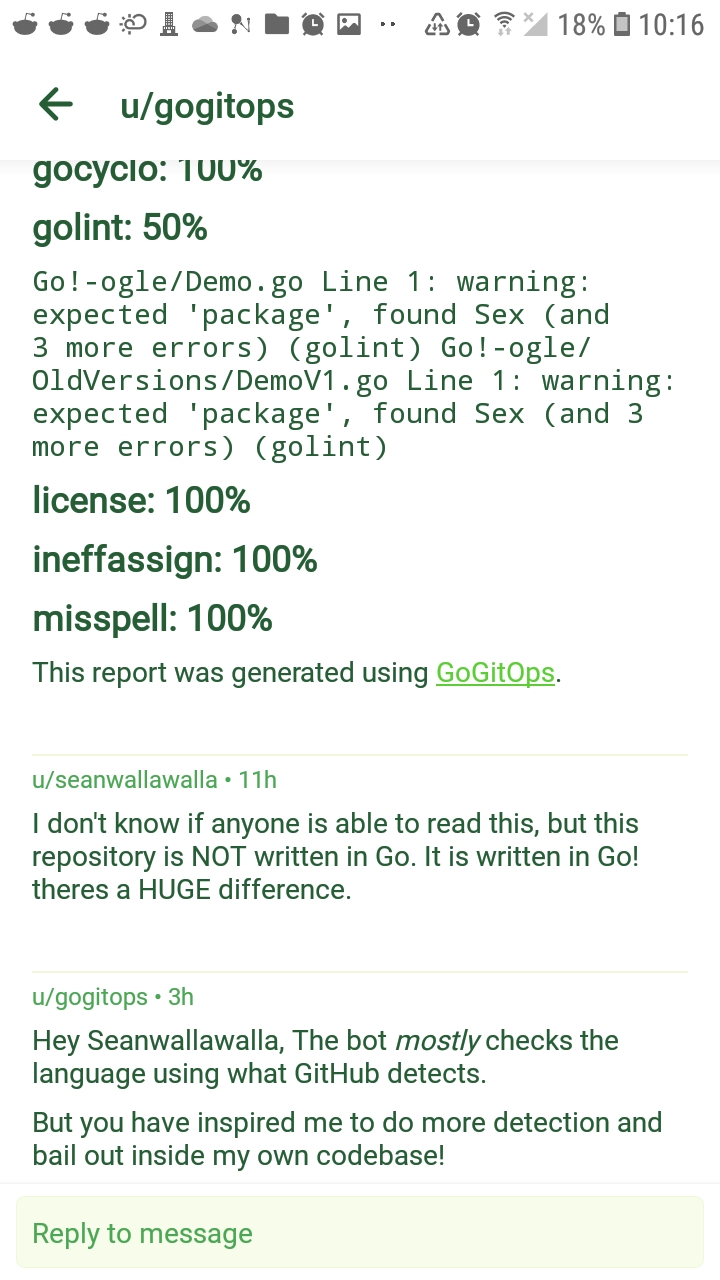 18% 10:16
u/gogitops
gocyclo: 100%
golint: 50%
Go!-ogle/Demo.go Line 1: warning:
expected 'package', found Sex (and
3 more errors) (golint) Go!-ogle/
OldVersions/DemoV1.go Line 1: warning:
expected 'package', found Sex (and 3
more errors) (golint)
license: 100%
ineffassign: 100%
misspell: 100%
This report was generated using GoGitOps.
u/seanwallawalla • 11h
I don't know if anyone is able to read this, but this
repository is NOT written in Go. It is written in Go!
theres a HUGE difference.
u/gogitops • 3h
Hey Seanwallawalla, The bot mostly checks the
language using what GitHub detects.
But you have inspired me to do more detection and
bail out inside my own codebase!
Reply to message